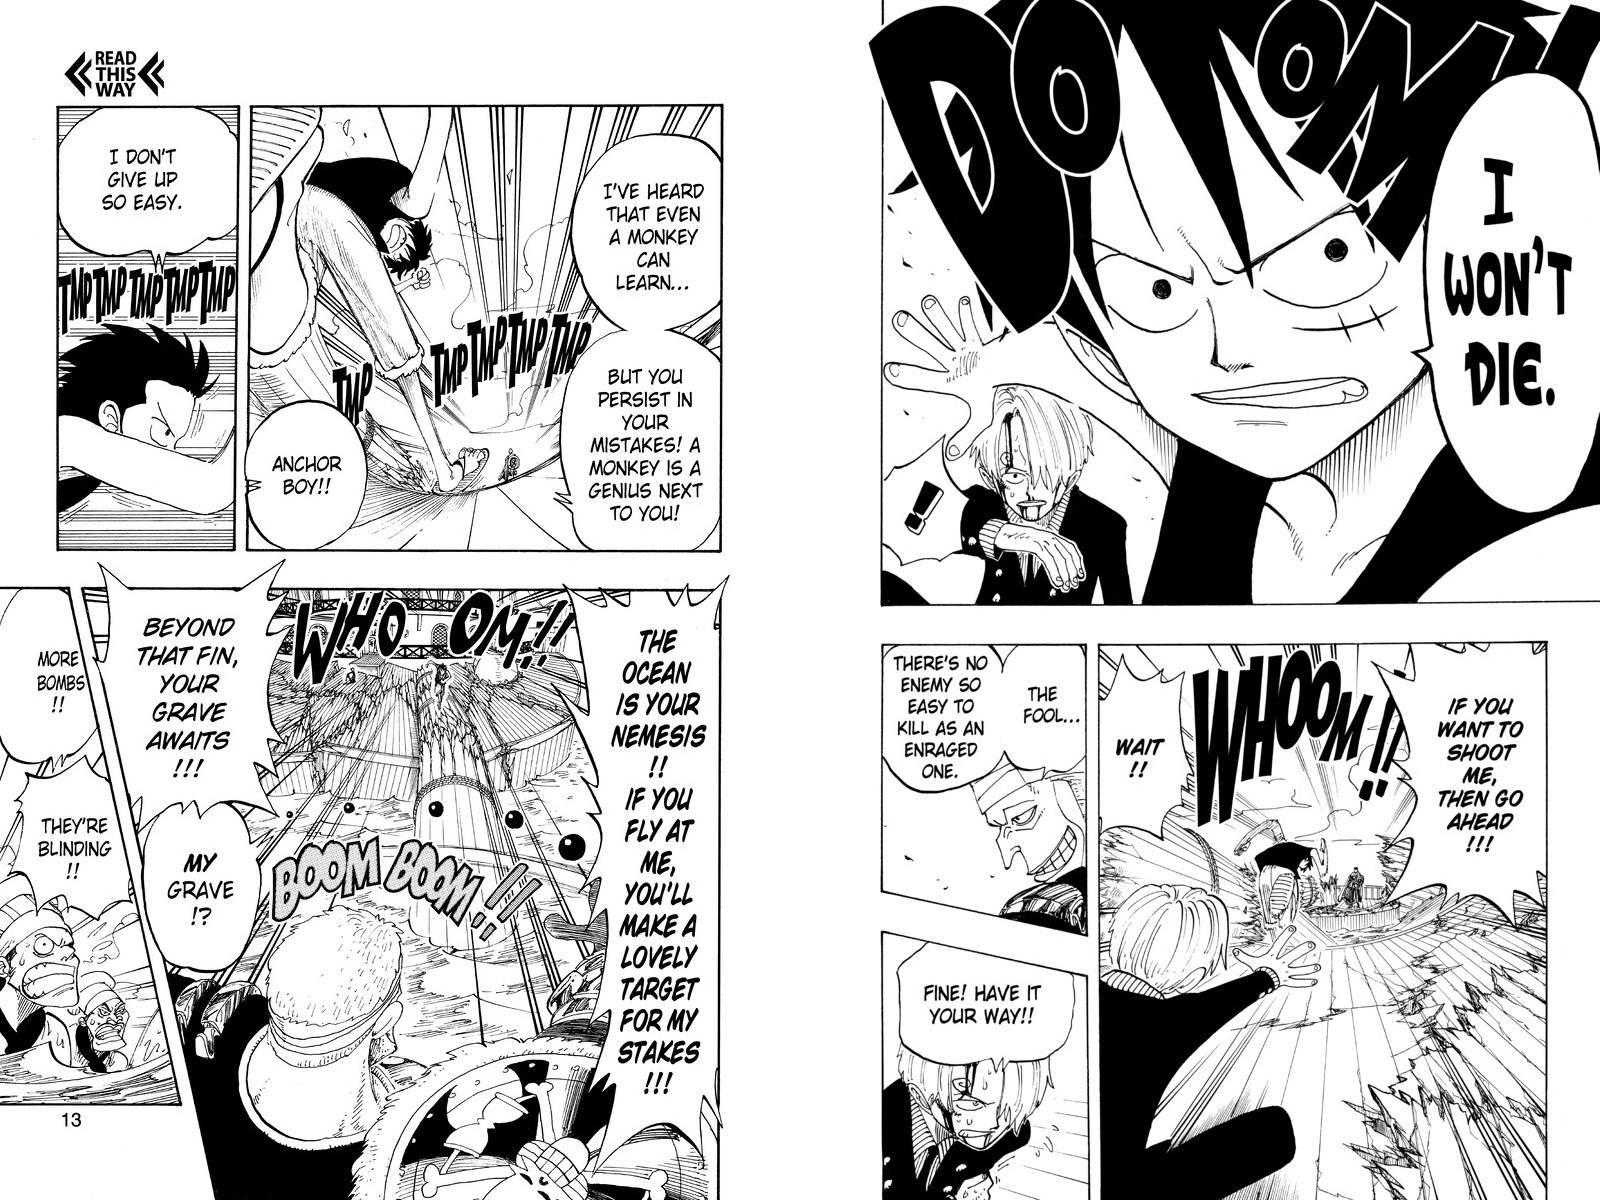 DOOOM!!
I
WON'T
DIE.
!
IF YOU
WANT TO
SHOOT
ME,
THEN GO
AHEAD
!!!
WHOOOM!!
WAIT
!!
THE
FOOL...
THERE'S NO
ENEMY SO
EASY TO
KILL AS AN
ENRAGED
ONE.
FINE! HAVE IT
YOUR WAY!!
READ
THIS
WAY
I'VE HEARD
THAT EVEN
A MONKEY
CAN
LEARN...
BUT YOU
PERSIST IN
YOUR
MISTAKES! A
MONKEY IS A
GENIUS NEXT
TO YOU!
TMP TMP TMP TMP TMP
ANCHOR
BOY!!
I DON'T
GIVE UP
SO EASY.
TMP TMP TMP TMP TMP
THE
OCEAN
IS YOUR
NEMESIS
!!
IF YOU
FLY AT
ME,
YOU'LL
MAKE A
LOVELY
TARGET
FOR MY
STAKES
!!!
WHOOOM!!
BOOM BOOM!!
BEYOND
THAT FIN,
YOUR
GRAVE
AWAITS
!!!
MY
GRAVE
!?
MORE
BOMBS
!!
THEY'RE
BLINDING
!!
13